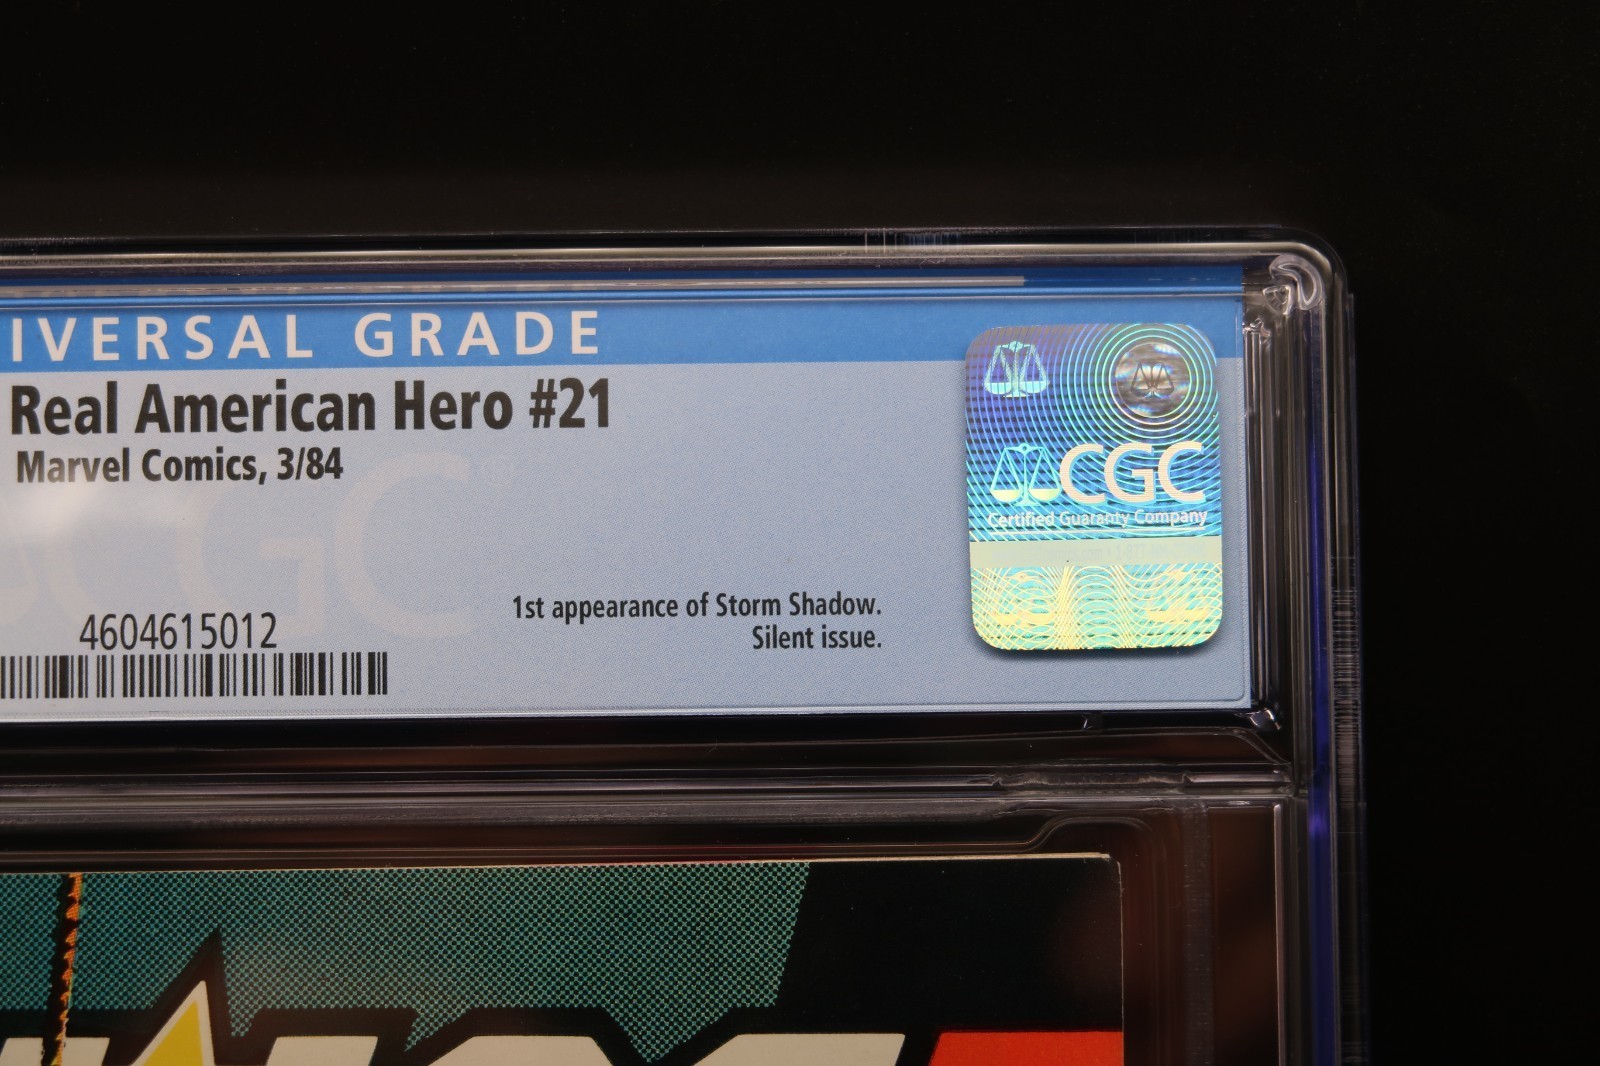 IVERSAL GRADE
Real American Hero #21
Marvel Comics, 3/84
4604615012
1st appearance of Storm Shadow.
Silent issue.
CGC
Certified Guaranty Company
CGC